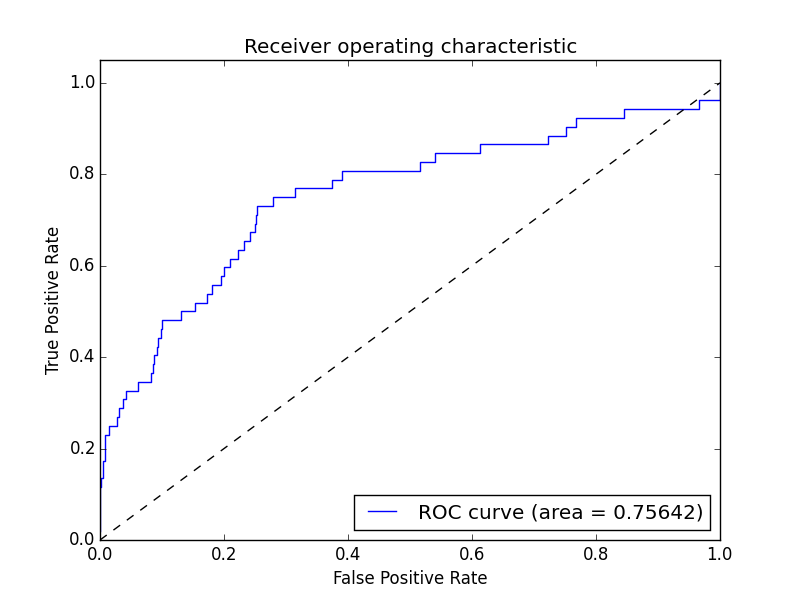 Receiver operating characteristic
1.0
0.8
0.6
0.4
0.2
0.0
True Positive Rate
ROC curve (area = 0.75642)
0.0 0.2 0.4 0.6 0.8 1.0
False Positive Rate